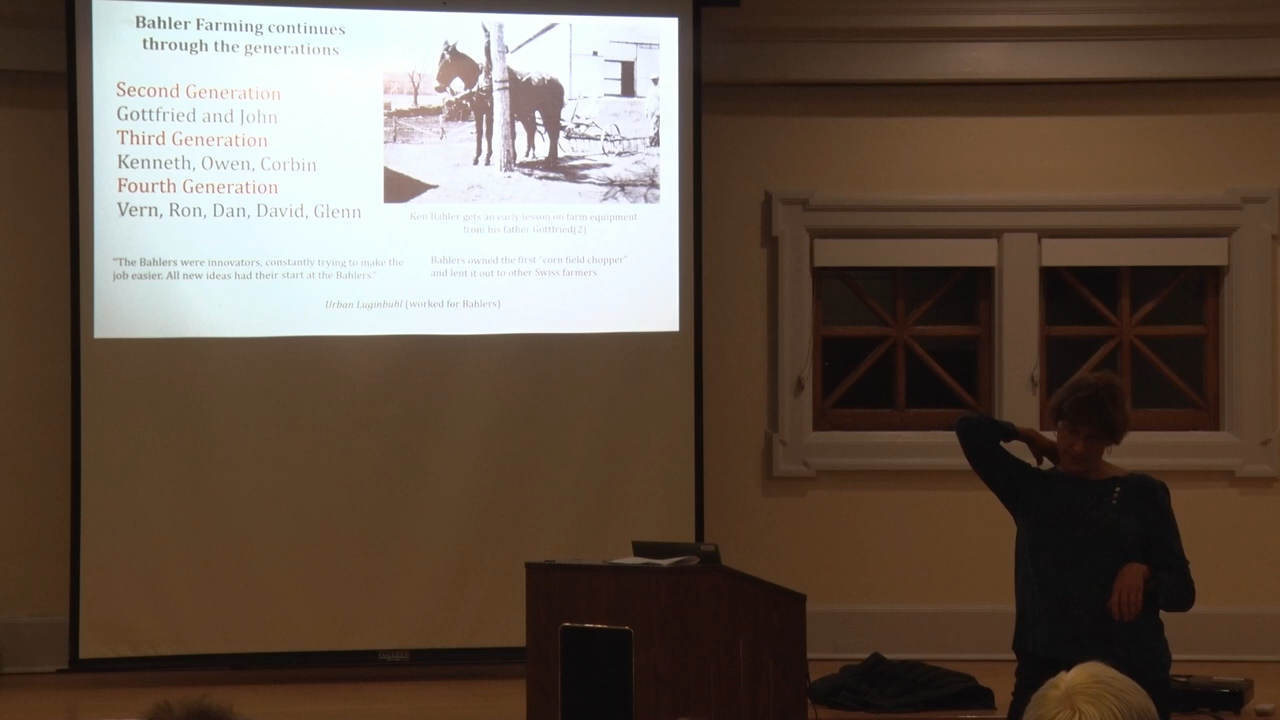 Bahler Farming continues
through the generations
Second Generation
Gottfried and John
Third Generation
Kenneth, Owen, Corbin
Fourth Generation
Vern, Ron, Dan, David, Glenn
Ken Bahler gets an early lesson on farm equipment
from his father Gottfried(2)
"The Bahlers were innovators, constantly trying to make the
job easier. All new ideas had their start at the Bahlers."
Bahlers owned the first "corn field chopper"
and lent it out to other Swiss farmers
Urban Luginbuhl (worked for Bahlers)